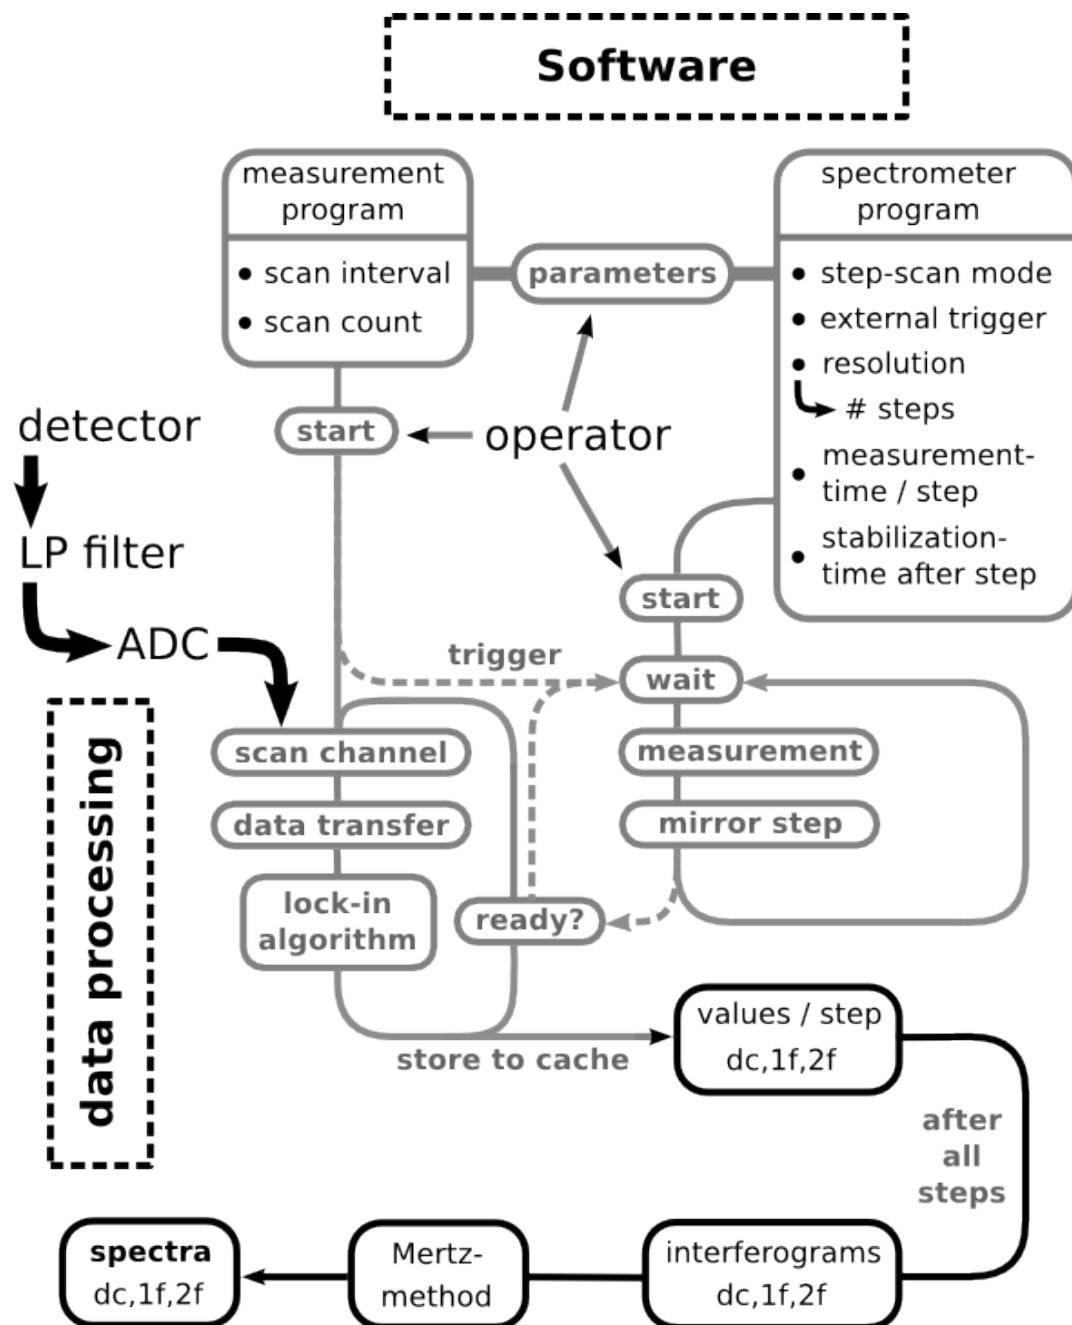 Software
measurement
program
• scan interval
• scan count
parameters
spectrometer
program
• step-scan mode
• external trigger
• resolution
# steps
• measurement-
time / step
• stabilization-
time after step
detector
start
operator
LP filter
start
ADC
trigger
wait
scan channel
measurement
data transfer
mirror step
lock-in
algorithm
ready?
data processing
store to cache
values / step
dc,1f,2f
after
all
steps
spectra
dc,1f,2f
Mertz-
method
interferograms
dc,1f,2f